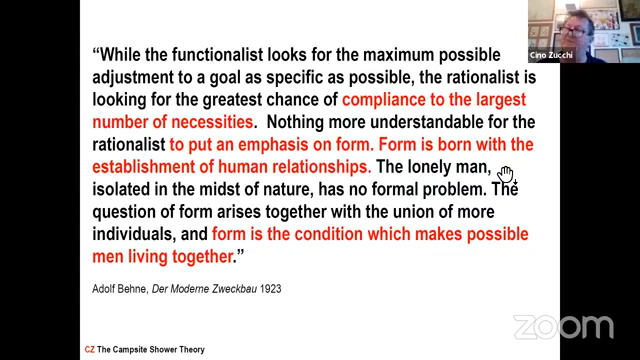 Cino Zucchi
“While the functionalist looks for the maximum possible
adjustment to a goal as specific as possible, the rationalist is
looking for the greatest chance of compliance to the largest
number of necessities.  Nothing more understandable for the
rationalist to put an emphasis on form. Form is born with the
establishment of human relationships. The lonely man,
isolated in the midst of nature, has no formal problem. The
question of form arises together with the union of more
individuals, and form is the condition which makes possible
men living together.”
Adolf Behne, Der Moderne Zweckbau 1923
CZ The Campsite Shower Theory
zoom